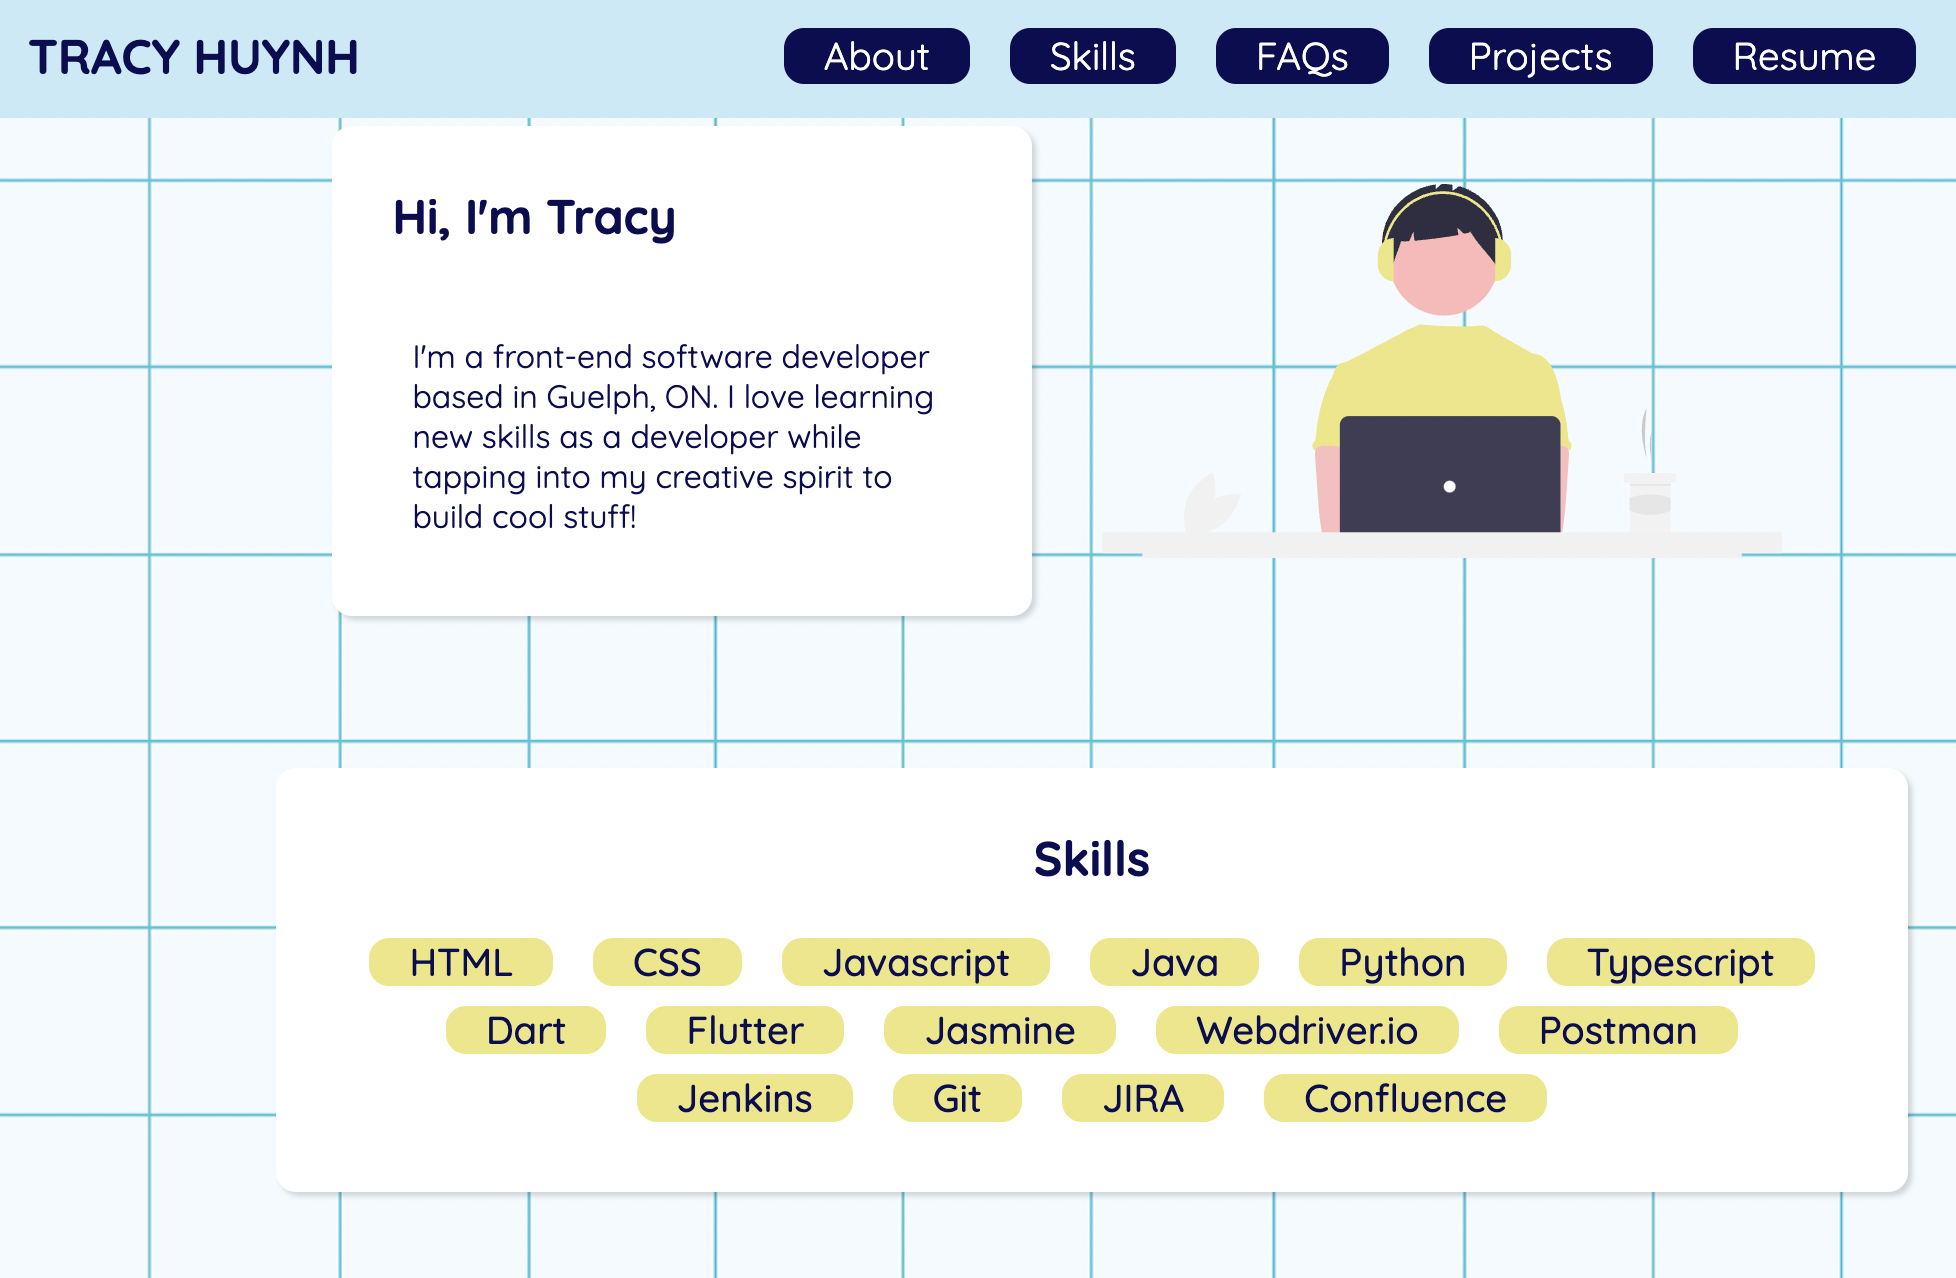 TRACY HUYNH
About Skills FAQs Projects Resume
Hi, I'm Tracy
I'm a front-end software developer
based in Guelph, ON. I love learning
new skills as a developer while
tapping into my creative spirit to
build cool stuff!
Skills
HTML CSS Javascript Java Python Typescript
Dart Flutter Jasmine Webdriver.io Postman
Jenkins Git JIRA Confluence